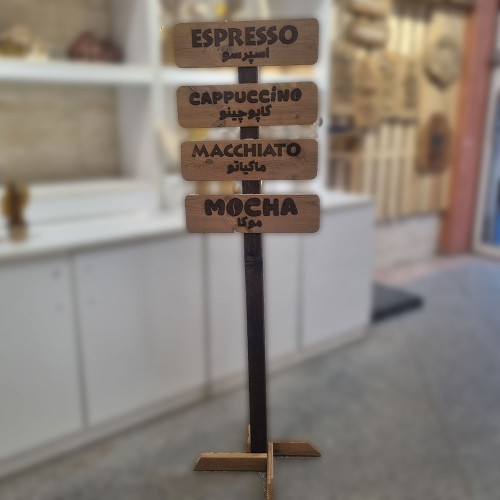 ESPRESSO
اسپرسو
CAPPUCCiNO
کاپوچینو
MACCHIATO
ماکیاتو
MOCHA
موکا